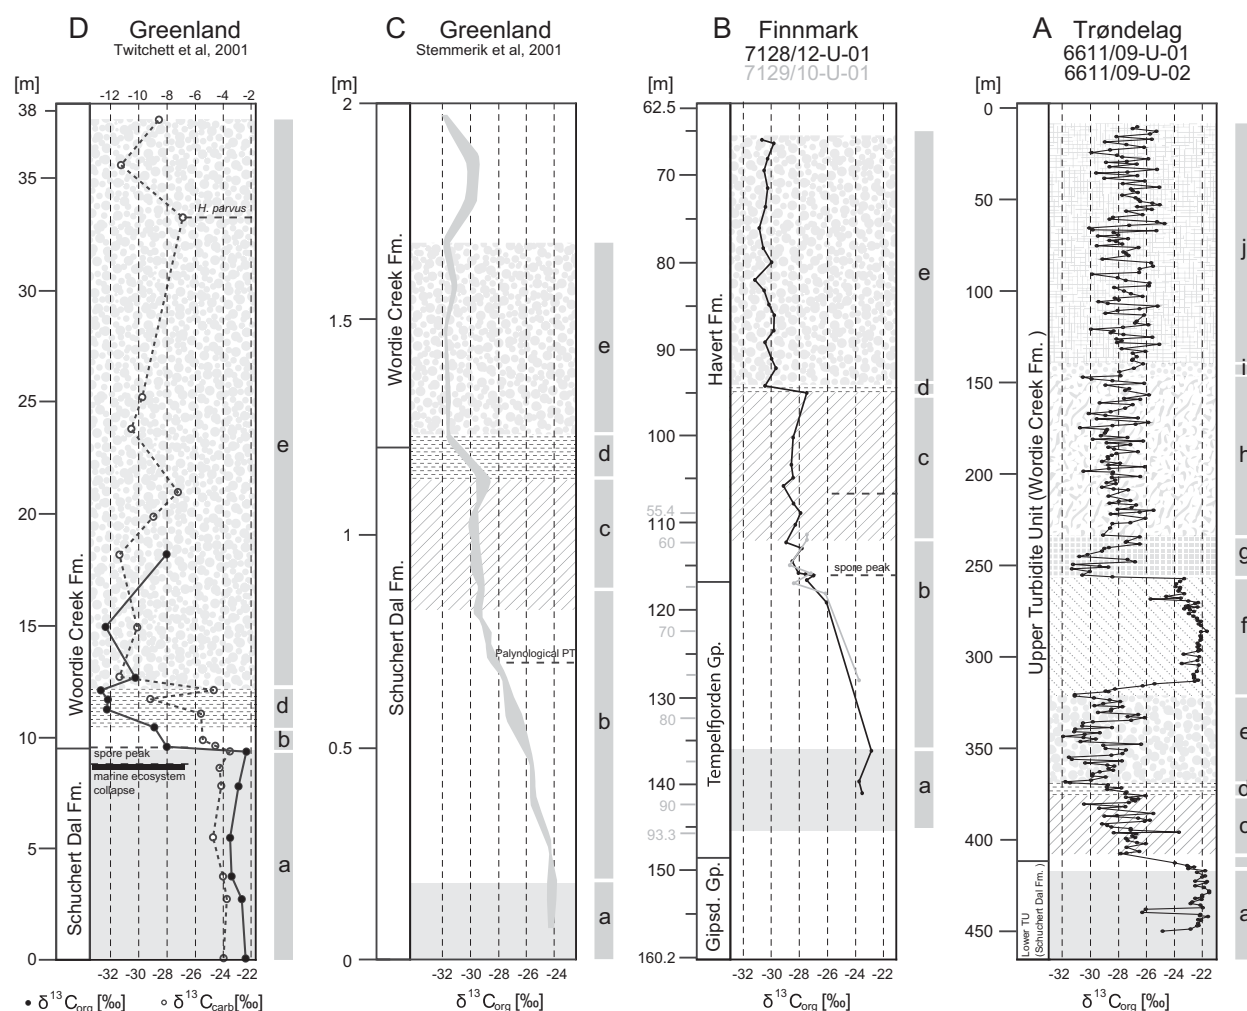 D Greenland
Twitchett et al, 2001
[m]
-12 -10 -8 -6 -4 -2
38
35
30
25
20
15
10
5
0
Woordie Creek Fm.
Schuchert Dal Fm.
H. parvus
spore peak
marine ecosystem
collapse
e
d
b
a
-32 -30 -28 -26 -24 -22
δ13Corg[‰] δ13Ccarb[‰]
C Greenland
Stemmerik et al, 2001
[m]
2
1.5
1
0.5
0
Wordie Creek Fm.
Schuchert Dal Fm.
Palynological PT
e
d
c
b
a
-32 -30 -28 -26 -24
δ13Corg[‰]
B Finnmark
7128/12-U-01
7129/10-U-01
[m]
62.5
70
80
90
100
55.4
110
60
120
70
130
80
140
90
93.3
150
160.2
Havert Fm.
Tempelfjorden Gp.
Gipsd. Gp.
spore peak
e
d
c
b
a
-32 -30 -28 -26 -24 -22
δ13Corg[‰]
A Trøndelag
6611/09-U-01
6611/09-U-02
[m]
0
50
100
150
200
250
300
350
400
450
Upper Turbidite Unit (Wordie Creek Fm. )
Lower TU
(Schuchert Dal Fm. )
j
i
h
g
f
e
d
c
a
-32 -30 -28 -26 -24 -22
δ13Corg[‰]